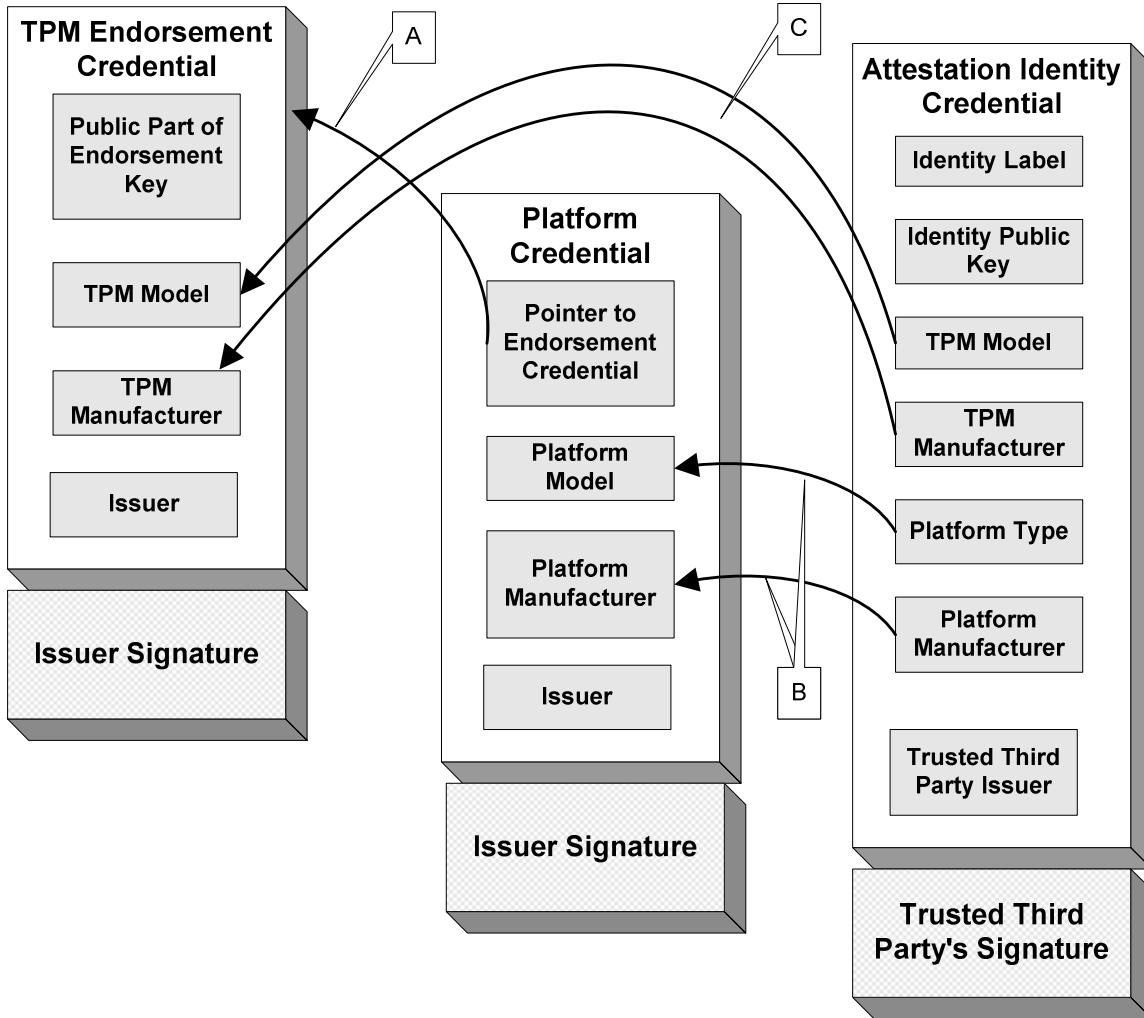 TPM Endorsement
Credential
Public Part of
Endorsement
Key
TPM Model
TPM
Manufacturer
Issuer
Issuer Signature
A
Platform
Credential
Pointer to
Endorsement
Credential
Platform
Model
Platform
Manufacturer
Issuer
Issuer Signature
B
C
Attestation Identity
Credential
Identity Label
Identity Public
Key
TPM Model
TPM
Manufacturer
Platform Type
Platform
Manufacturer
Trusted Third
Party Issuer
Trusted Third
Party's Signature